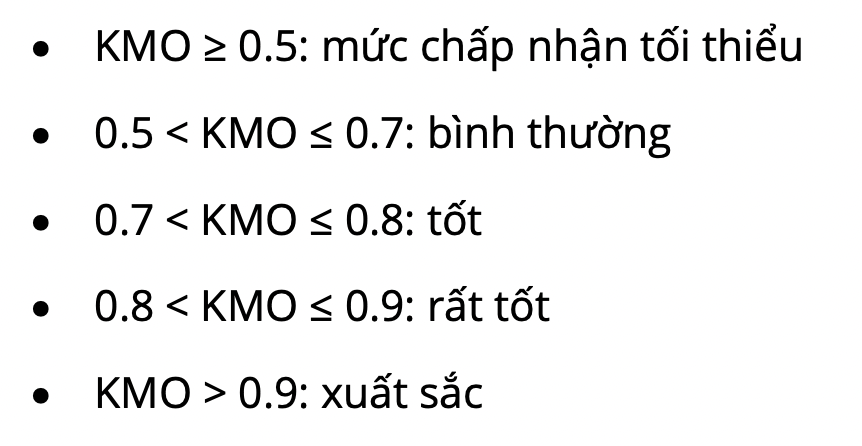 • KMO ≥ 0.5: mức chấp nhận tối thiểu
• 0.5 < KMO ≤ 0.7: bình thường
• 0.7 < KMO ≤ 0.8: tốt
• 0.8 < KMO ≤ 0.9: rất tốt
• KMO > 0.9: xuất sắc